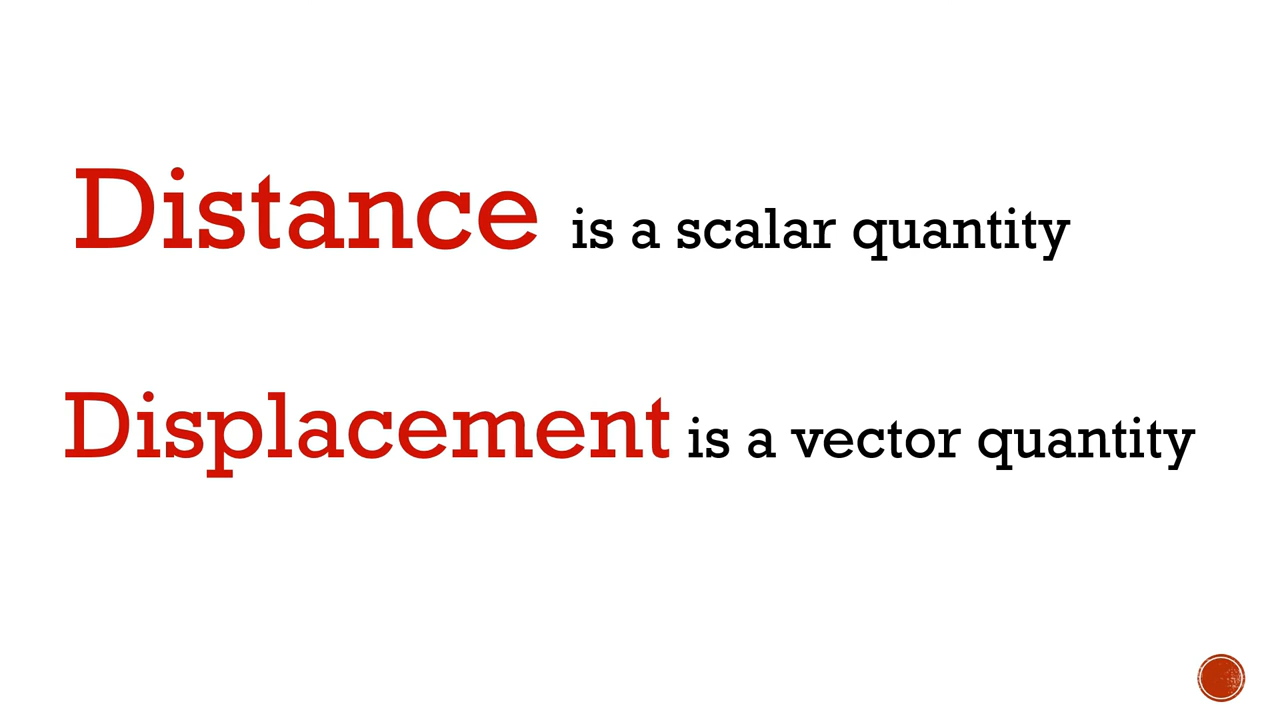 Distance is a scalar quantity
Displacement is a vector quantity